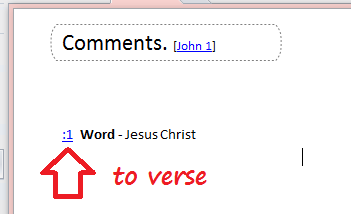 Comments. [John 1]
:1 Word - Jesus Christ
to verse